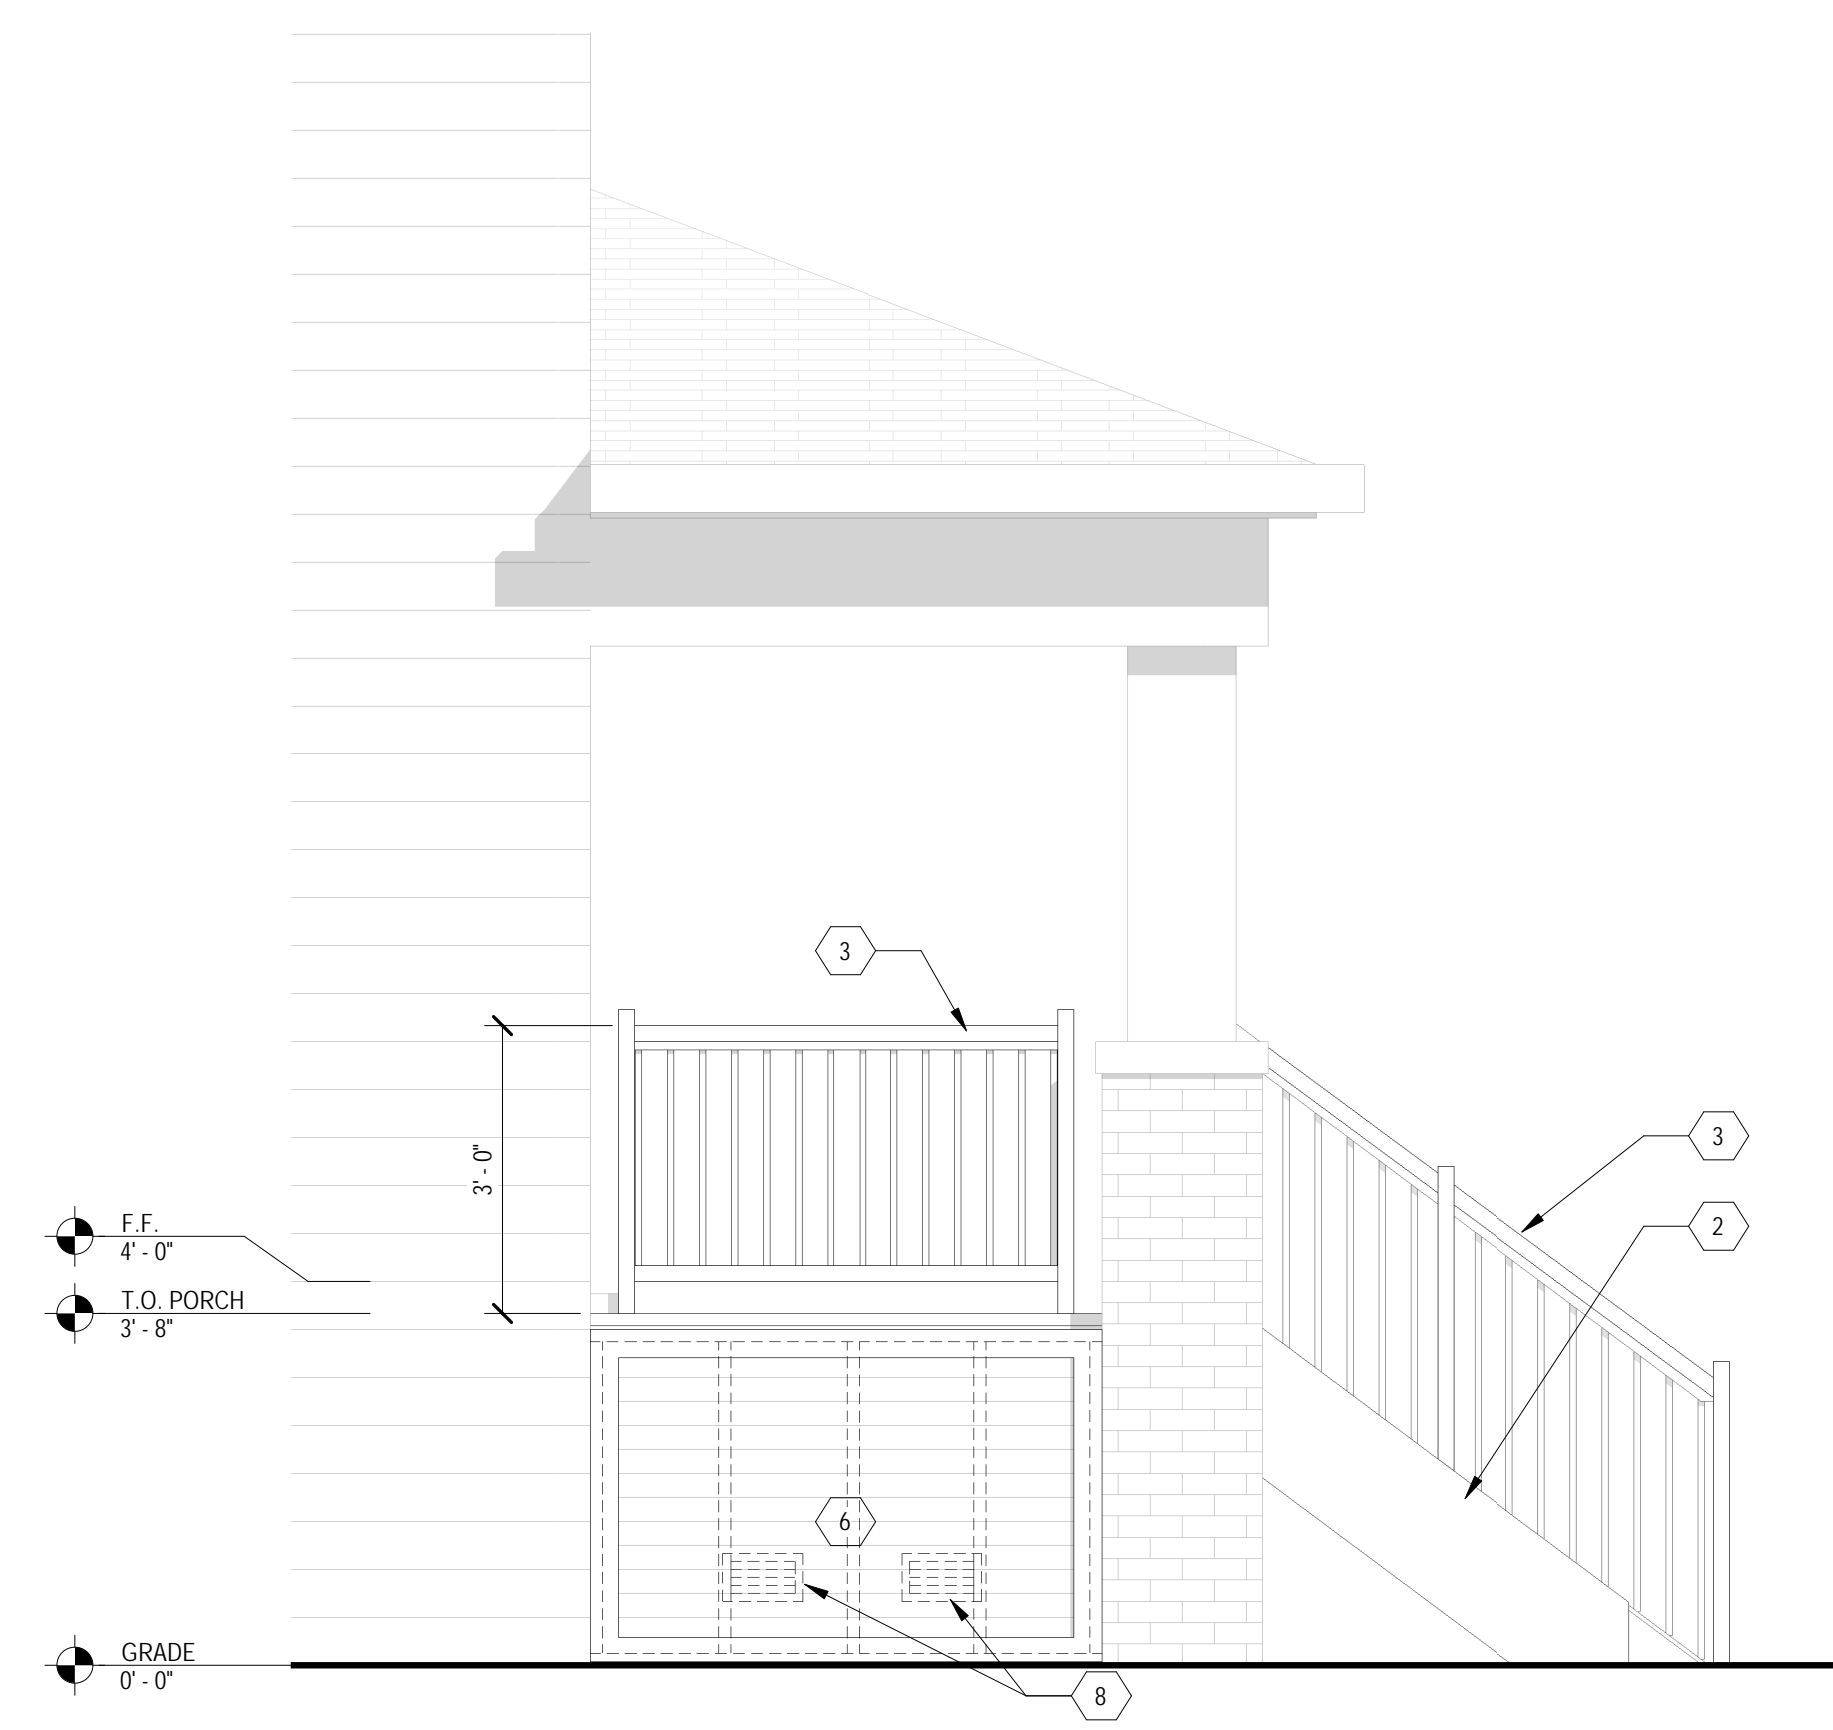 3
3' - 0"
3
F.F.
4' - 0"
2
T.O. PORCH
3' - 8"
6
GRADE
0' - 0"
8